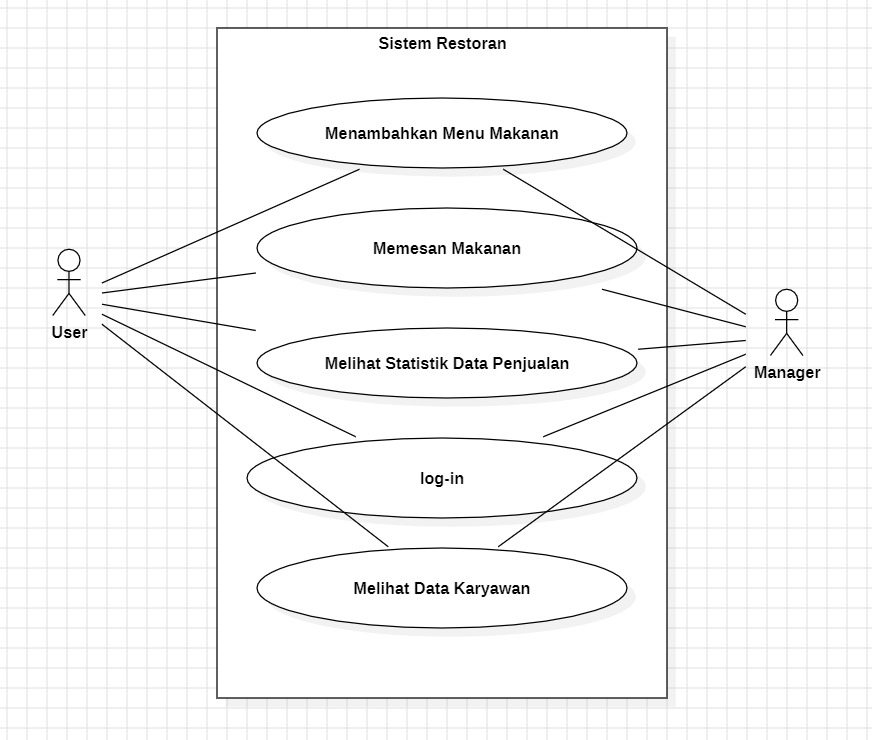 Sistem Restoran
Menambahkan Menu Makanan
Memesan Makanan
User
Melihat Statistik Data Penjualan
Manager
log-in
Melihat Data Karyawan